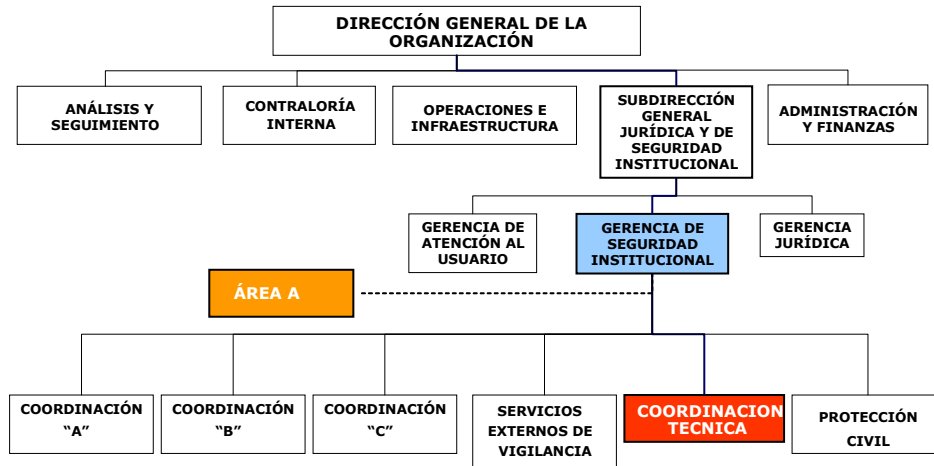 DIRECCIÓN GENERAL DE LA
ORGANIZACIÓN
ANÁLISIS Y
SEGUIMIENTO
CONTRALORÍA
INTERNA
OPERACIONES E
INFRAESTRUCTURA
SUBDIRECCIÓN
GENERAL
JURÍDICA Y DE
SEGURIDAD
INSTITUCIONAL
ADMINISTRACIÓN
Y FINANZAS
GERENCIA DE
ATENCIÓN AL
USUARIO
GERENCIA DE
SEGURIDAD
INSTITUCIONAL
GERENCIA
JURÍDICA
ÁREA A
COORDINACIÓN
“A”
COORDINACIÓN
“B”
COORDINACIÓN
“C”
SERVICIOS
EXTERNOS DE
VIGILANCIA
COORDINACION
TECNICA
PROTECCIÓN
CIVIL